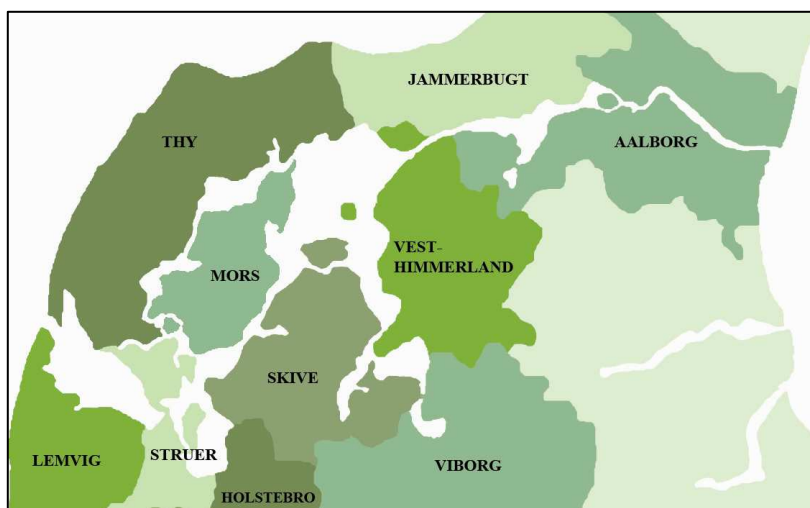 JAMMERBUGT
THY
AALBORG
VEST-
HIMMERLAND
MORS
SKIVE
LEMVIG
STRUER
VIBORG
HOLSTEBRO